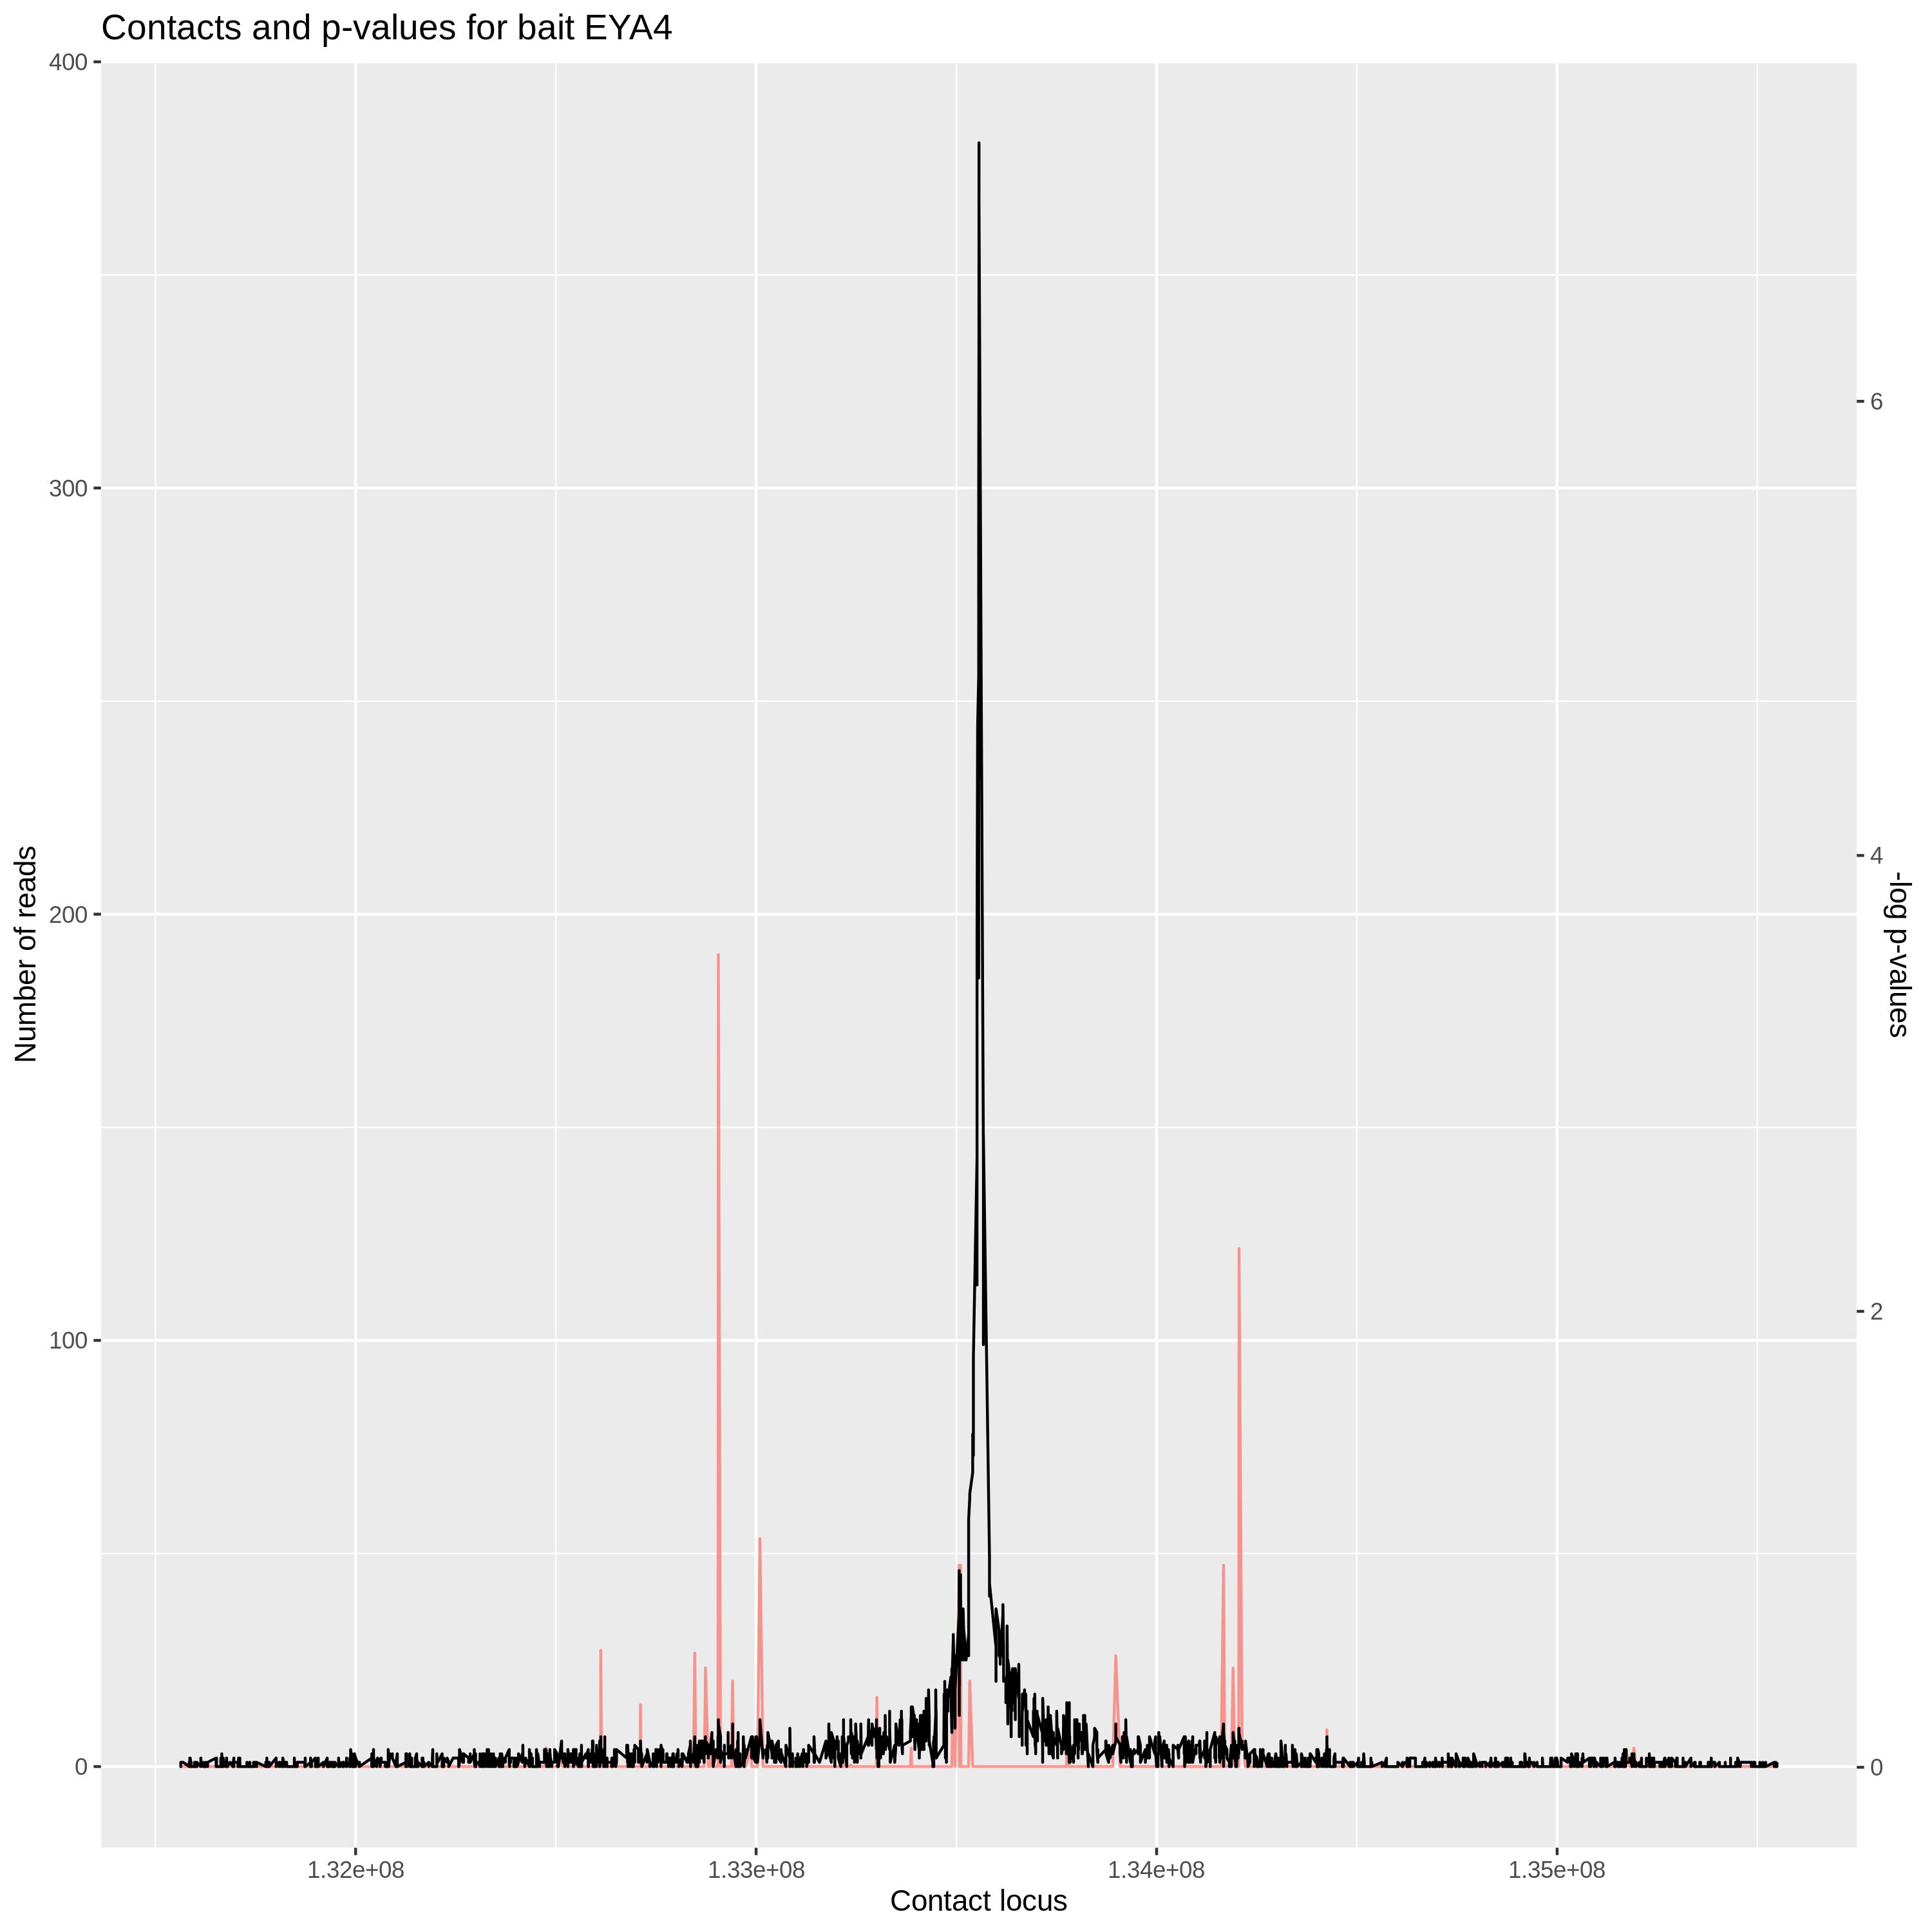 Contacts and p-values for bait EYA4
400
300
200
100
0
Number of reads
6
4
2
0
-log p-values
1.32e+08 1.33e+08 1.34e+08 1.35e+08
Contact locus